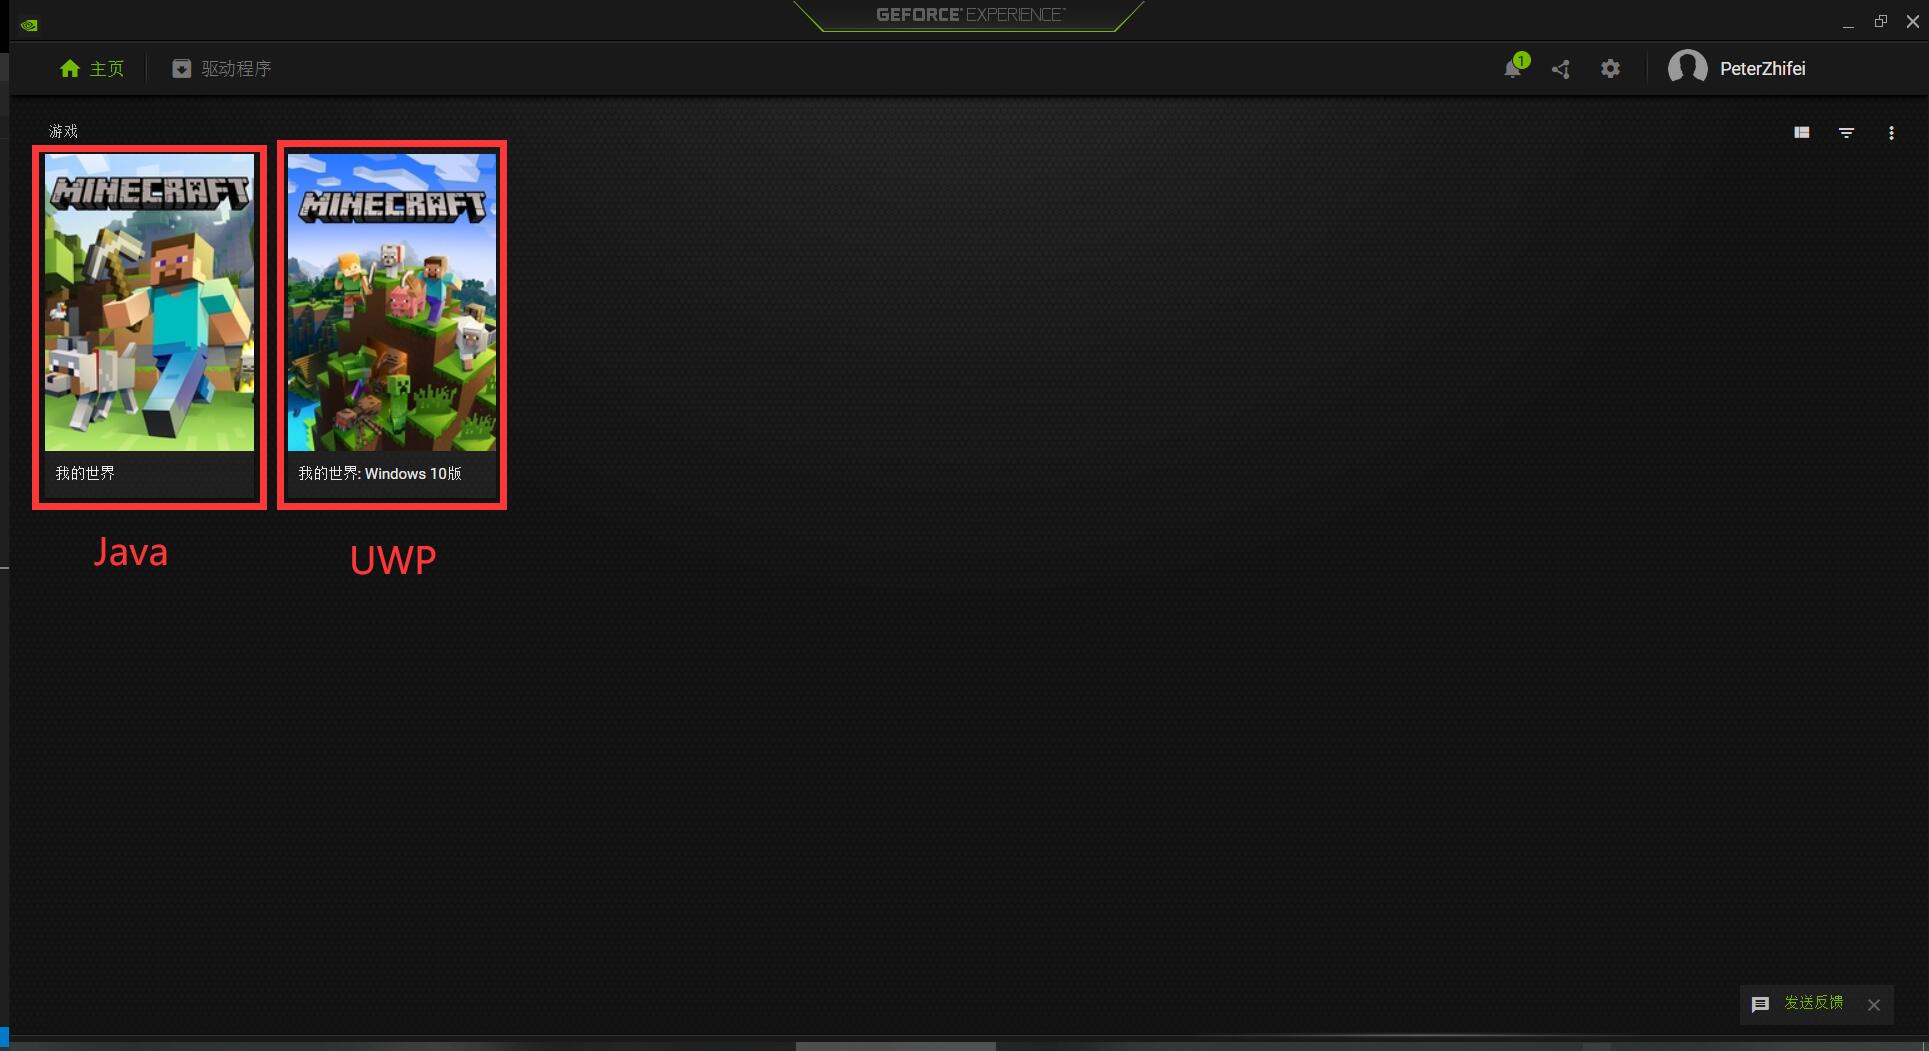 GEFORCE EXPERIENCE
主页
驱动程序
1
PeterZhifei
游戏
MINECRAFT
MINECRAFT
我的世界
我的世界: Windows 10版
Java
UWP
发送反馈